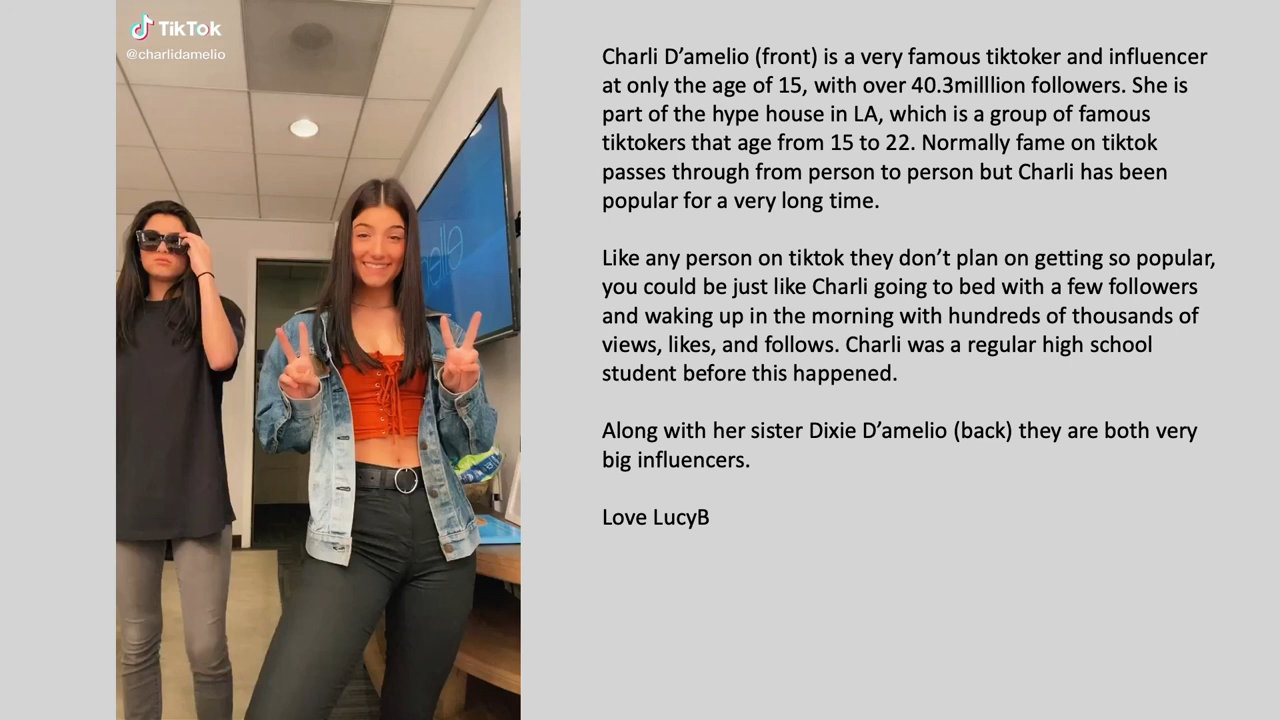 TikTok
@charlidamelio
Charli D’amelio (front) is a very famous tiktoker and influencer
at only the age of 15, with over 40.3milllion followers. She is
part of the hype house in LA, which is a group of famous
tiktokers that age from 15 to 22. Normally fame on tiktok
passes through from person to person but Charli has been
popular for a very long time.
Like any person on tiktok they don’t plan on getting so popular,
you could be just like Charli going to bed with a few followers
and waking up in the morning with hundreds of thousands of
views, likes, and follows. Charli was a regular high school
student before this happened.
Along with her sister Dixie D’amelio (back) they are both very
big influencers.
Love LucyB